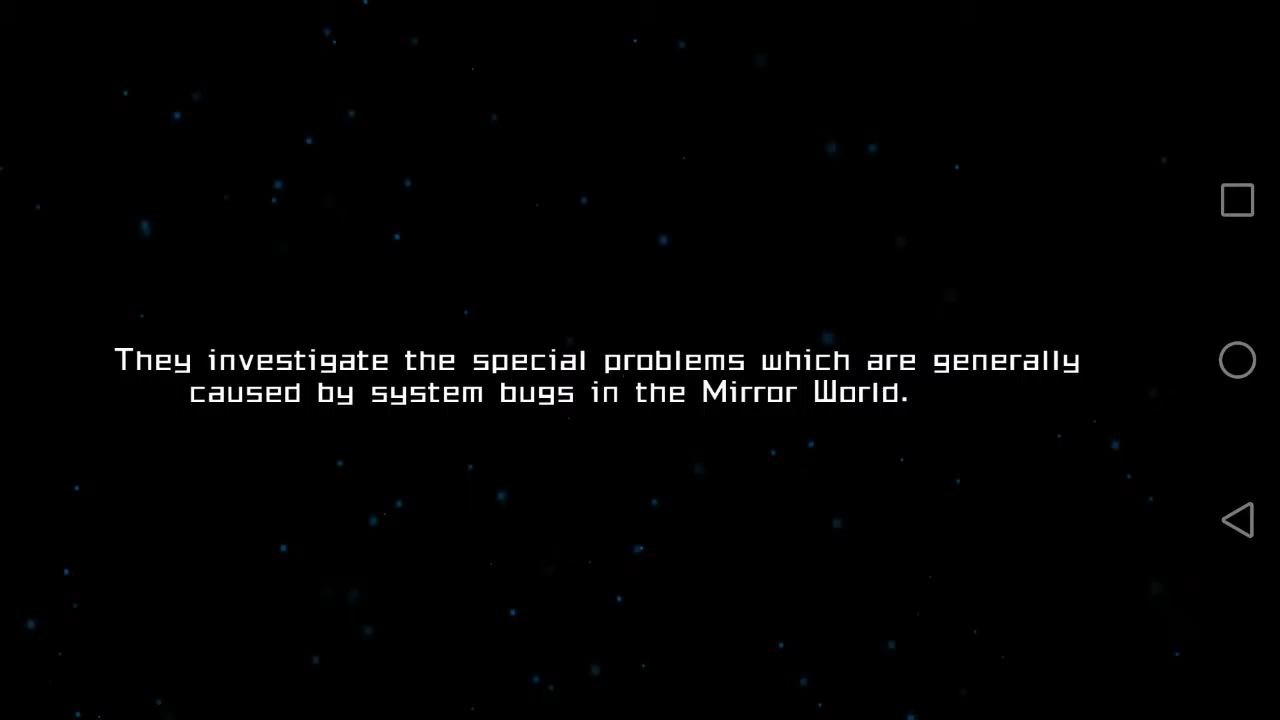 They investigate the special problems which are generally
caused by system bugs in the Mirror World.